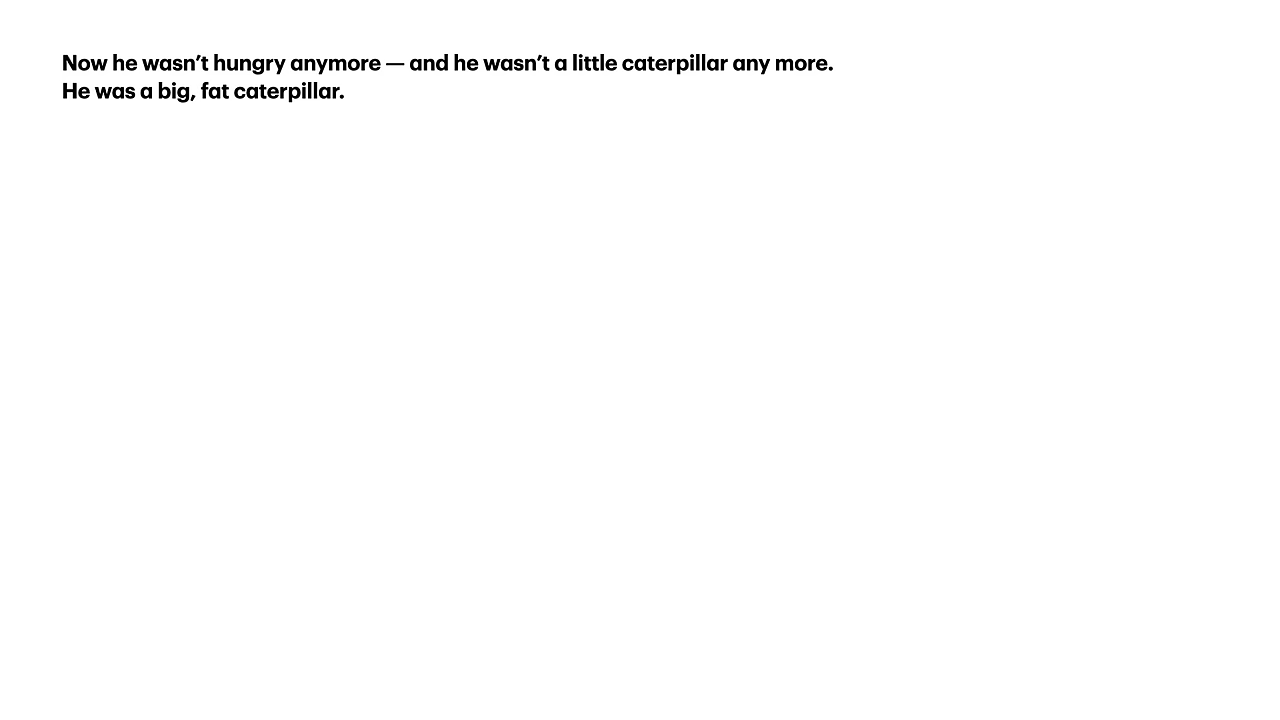 Now he wasn’t hungry anymore — and he wasn’t a little caterpillar any more.
He was a big, fat caterpillar.